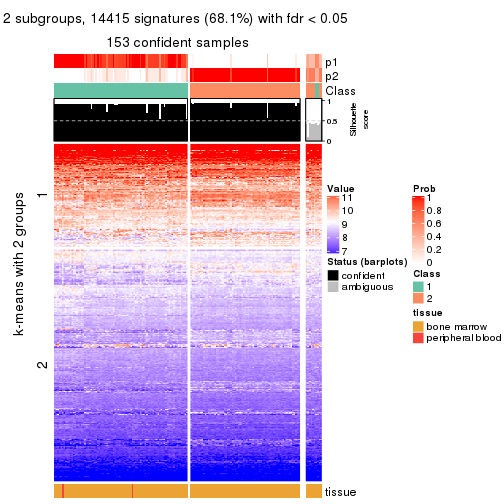 2 subgroups, 14415 signatures (68.1%) with fdr < 0.05
153 confident samples
p1
p2
Class
1
0.5
0
Silhouette
score
k-means with 2 groups
1
2
tissue
Value
11
10
9
8
7
Status (barplots)
confident
ambiguous
Prob
1
0.8
0.6
0.4
0.2
0
Class
1
2
tissue
bone marrow
peripheral blood